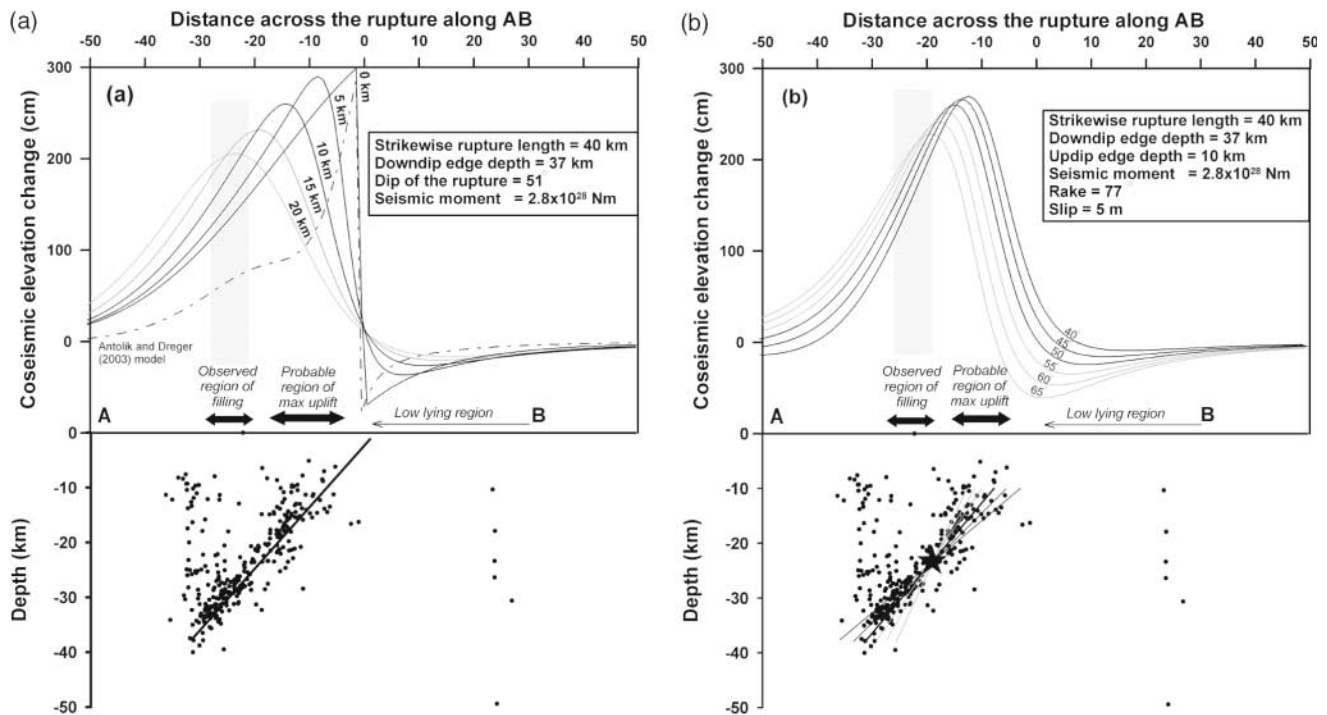 (a)
Distance across the rupture along AB
-50 -40 -30 -20 -10 0 10 20 30 40 50
300
200
100
0
Coseismic elevation change (cm)
(a)
0 km
5 km
10 km
15 km
20 km
Strikewise rupture length = 40 km
Downdip edge depth = 37 km
Dip of the rupture = 51
Seismic moment = 2.8x10²⁸ Nm
Antolik and Dreger
(2003) model
Observed
region of
filling
Probable
region of
max uplift
Low lying region
A
B
0
-10
-20
-30
-40
-50
Depth (km)
(b)
Distance across the rupture along AB
-50 -40 -30 -20 -10 0 10 20 30 40 50
300
200
100
0
Coseismic elevation change (cm)
(b)
Strikewise rupture length = 40 km
Downdip edge depth = 37 km
Updip edge depth = 10 km
Seismic moment = 2.8x10²⁸ Nm
Rake = 77
Slip = 5 m
40
45
50
55
60
65
Observed
region of
filling
Probable
region of
max uplift
Low lying region
A
B
0
-10
-20
-30
-40
-50
Depth (km)